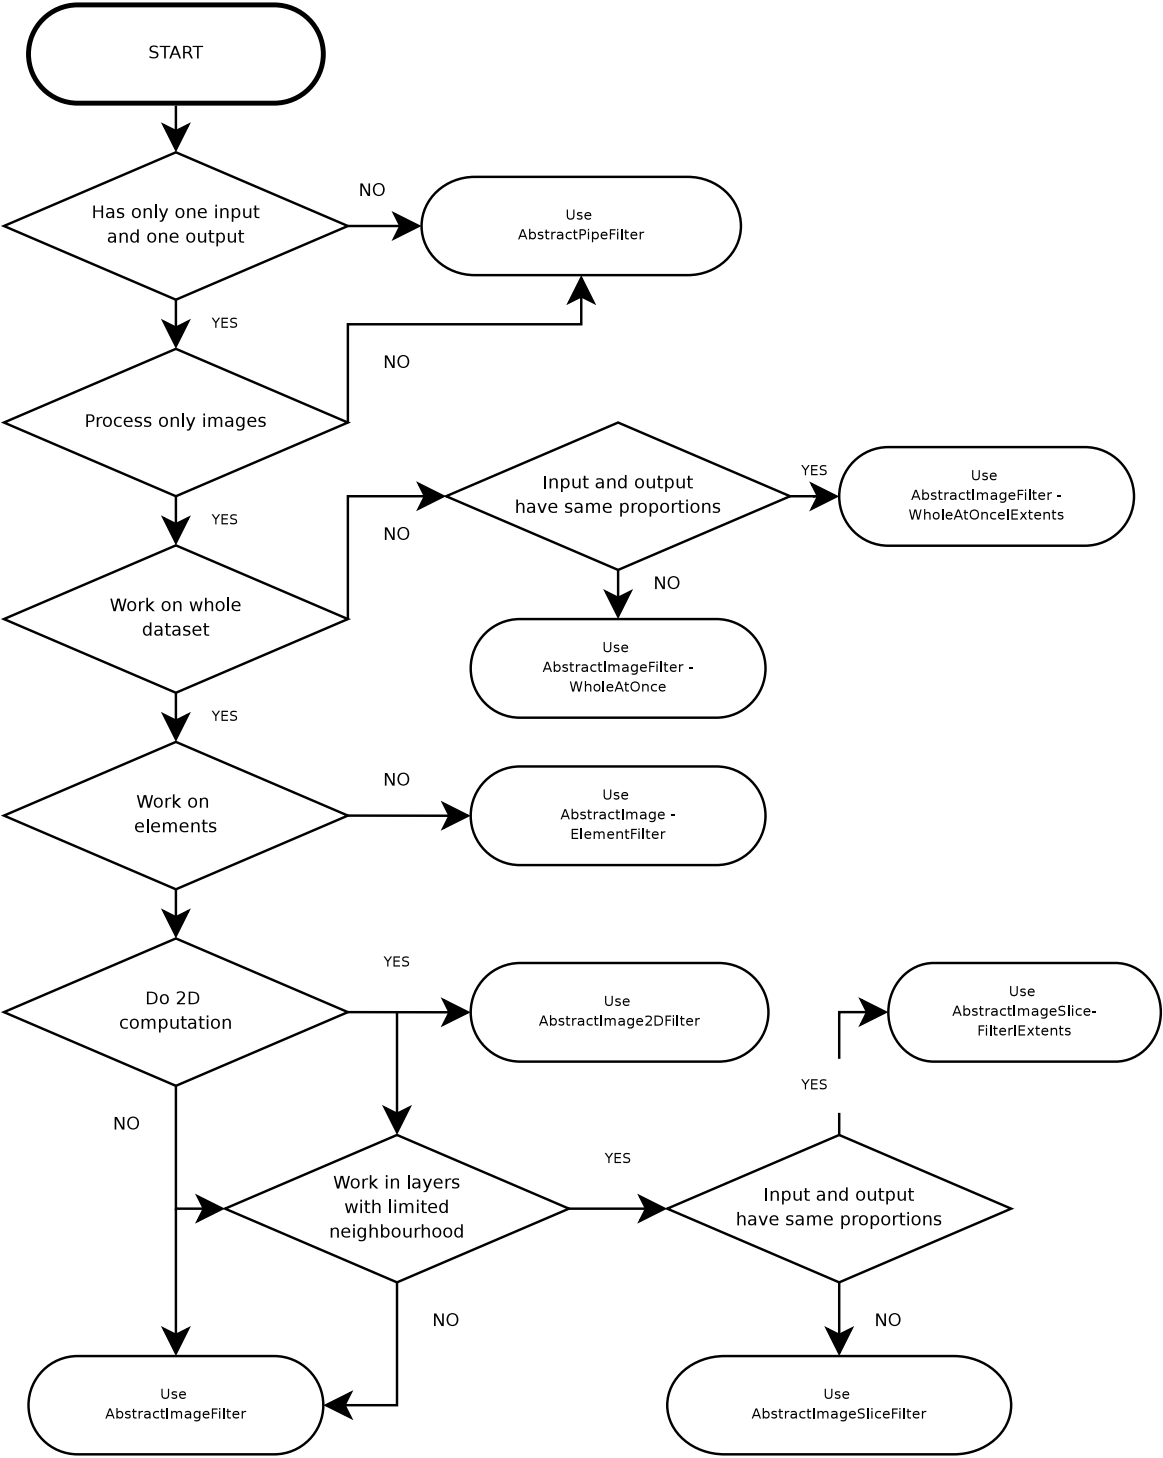 START
Has only one input
and one output
NO
Use
AbstractPipeFilter
YES
NO
Process only images
Input and output
have same proportions
YES
Use
AbstractImageFilter -
WholeAtOnceIExtents
YES
NO
Work on whole
dataset
NO
Use
AbstractImageFilter -
WholeAtOnce
YES
Work on
elements
NO
Use
AbstractImage -
ElementFilter
Do 2D
computation
YES
Use
AbstractImage2DFilter
Use
AbstractImageSlice-
FilterIExtents
YES
NO
Work in layers
with limited
neighbourhood
YES
Input and output
have same proportions
NO
NO
Use
AbstractImageFilter
Use
AbstractImageSliceFilter